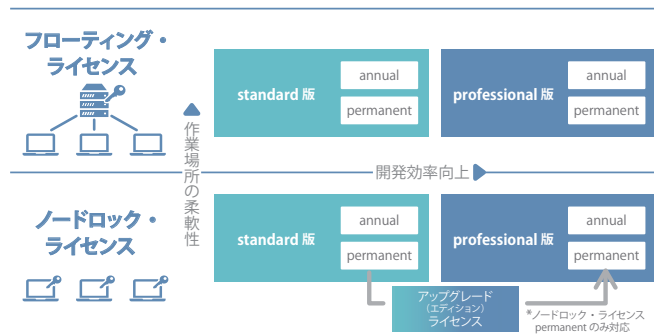 フローティング・
ライセンス
standard 版
annual
permanent
professional 版
annual
permanent
作業場所の柔軟性
開発効率向上
ノードロック・
ライセンス
standard 版
annual
permanent
professional 版
annual
permanent
アップグレード
(エディション)
ライセンス
*ノードロック・ライセンス
permanent のみ対応